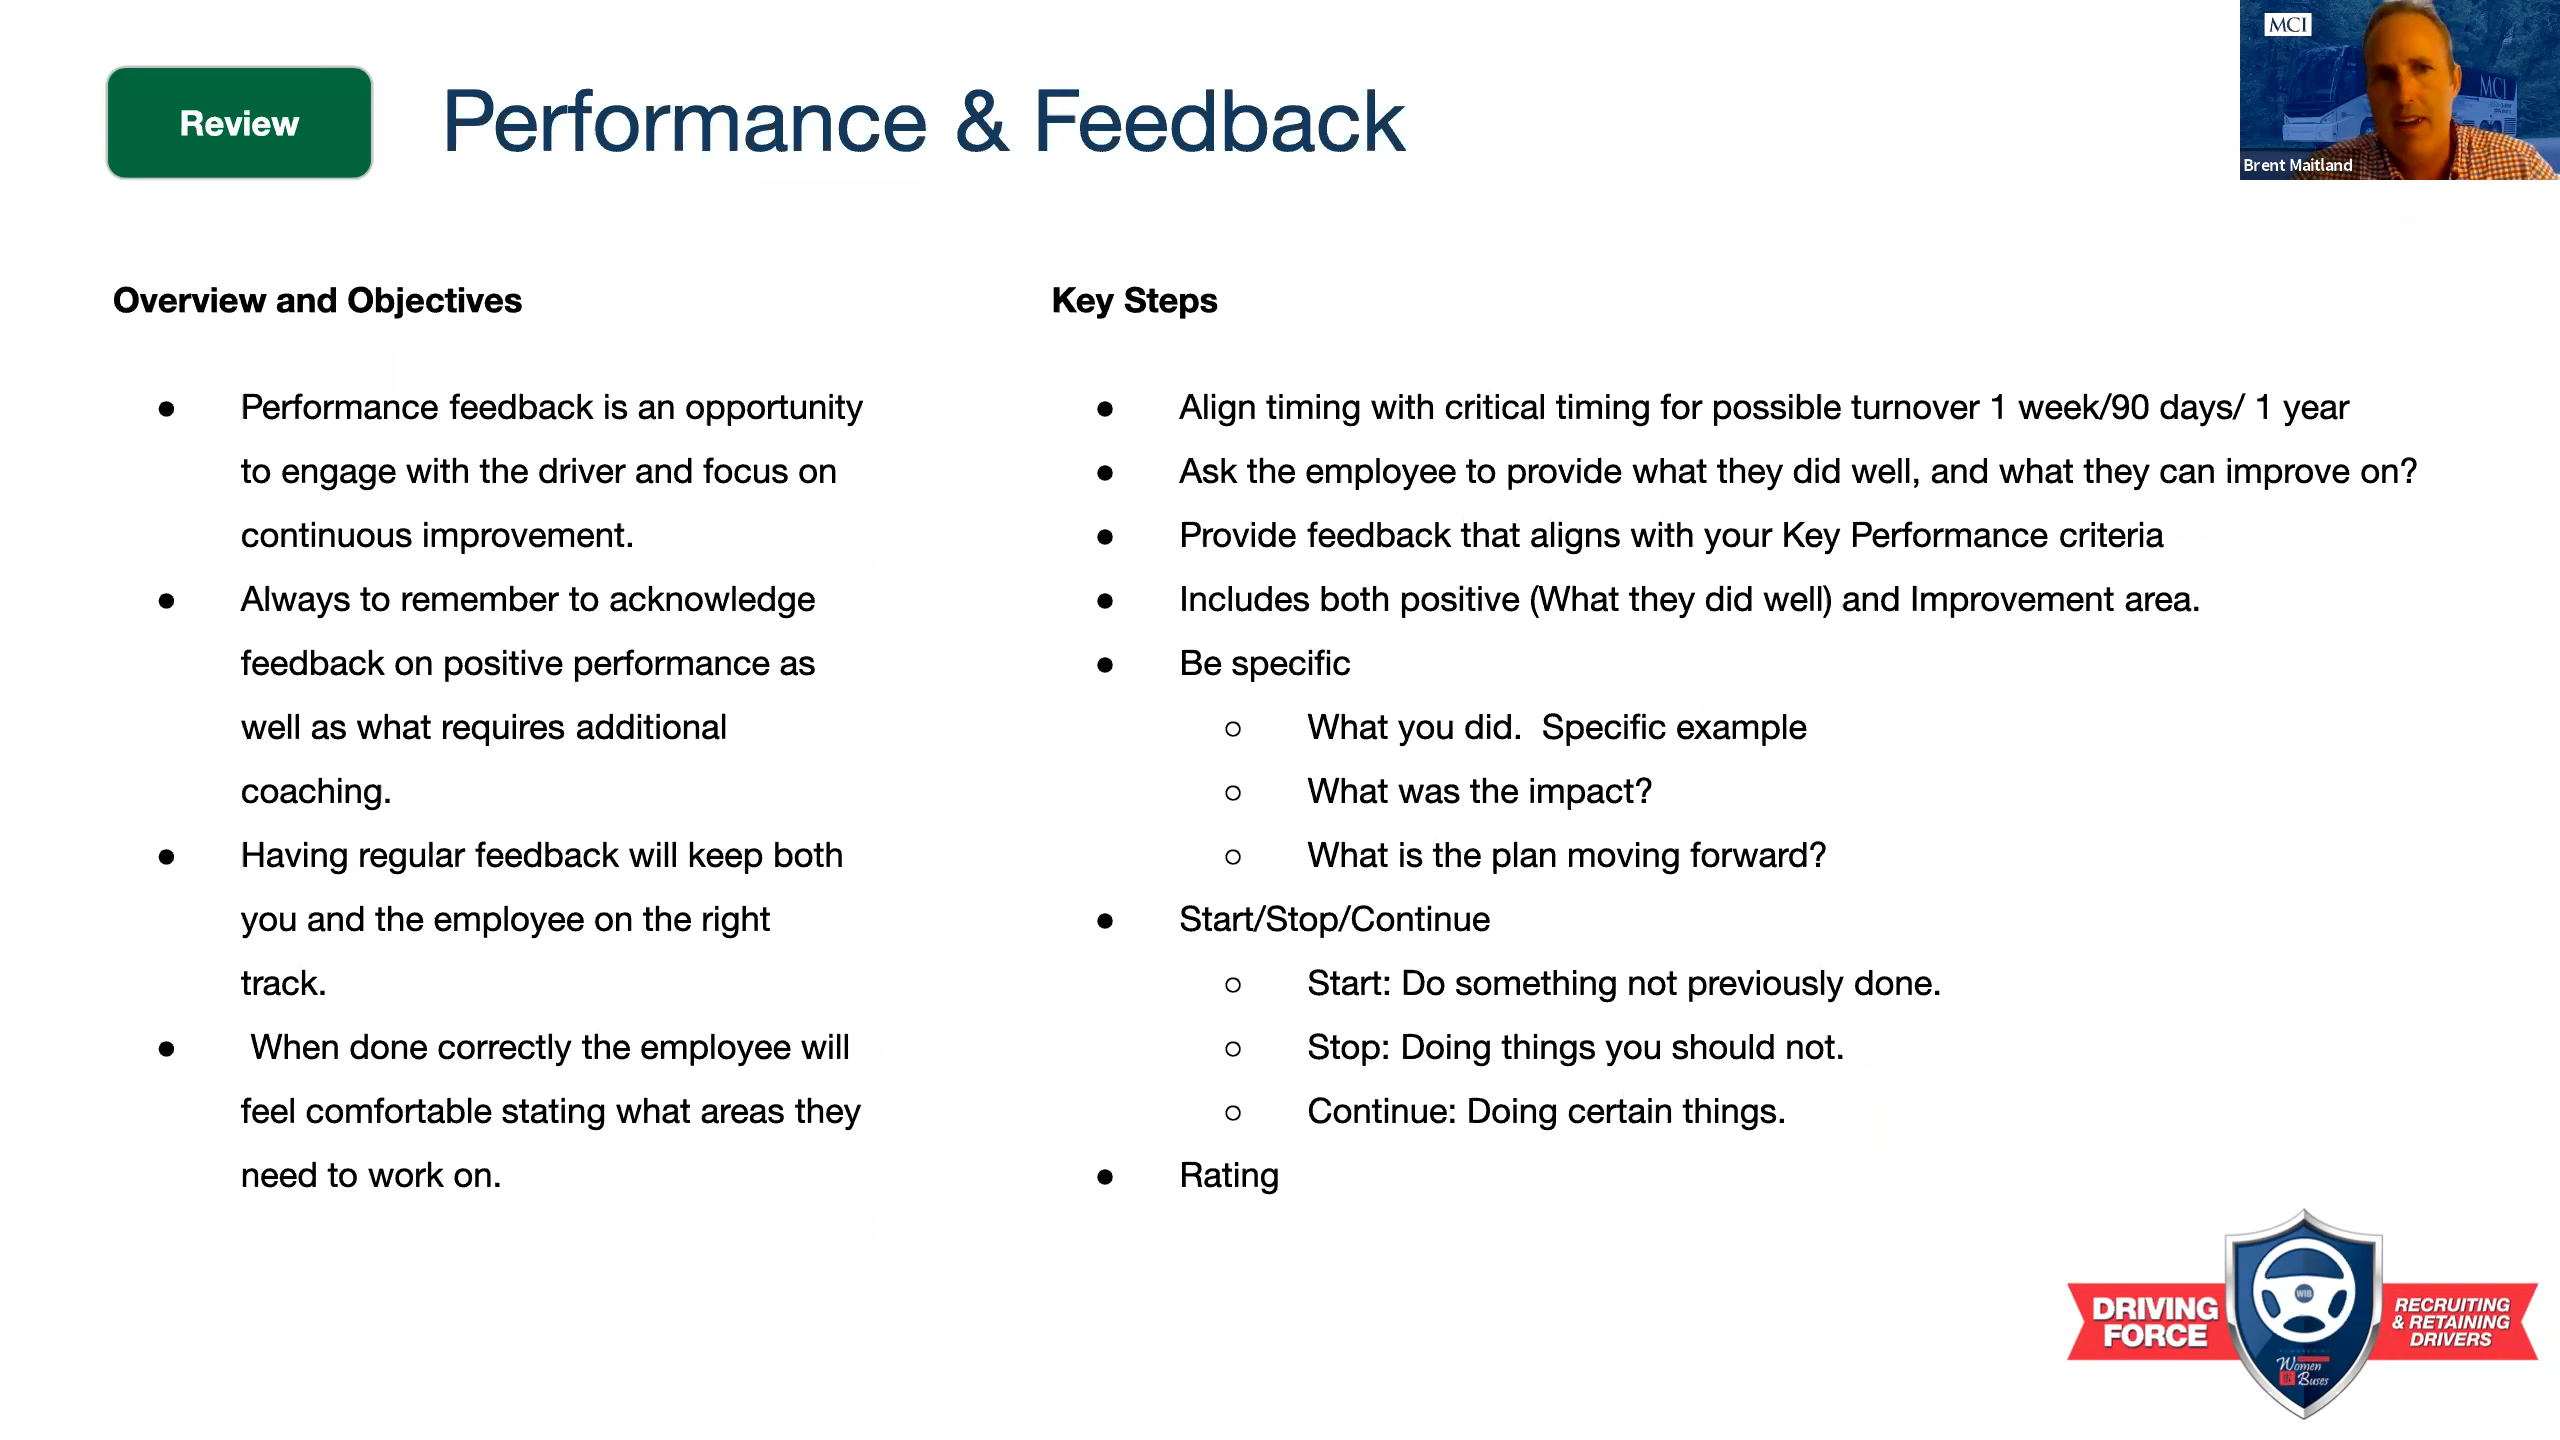 Review
Performance & Feedback
MCI
MCI
Brent Maitland
Overview and Objectives
● Performance feedback is an opportunity
to engage with the driver and focus on
continuous improvement.
● Always to remember to acknowledge
feedback on positive performance as
well as what requires additional
coaching.
● Having regular feedback will keep both
you and the employee on the right
track.
● When done correctly the employee will
feel comfortable stating what areas they
need to work on.
Key Steps
● Align timing with critical timing for possible turnover 1 week/90 days/ 1 year
● Ask the employee to provide what they did well, and what they can improve on?
● Provide feedback that aligns with your Key Performance criteria
● Includes both positive (What they did well) and Improvement area.
● Be specific
○ What you did.  Specific example
○ What was the impact?
○ What is the plan moving forward?
● Start/Stop/Continue
○ Start: Do something not previously done.
○ Stop: Doing things you should not.
○ Continue: Doing certain things.
● Rating
DRIVING
FORCE
WIB
Women
Buses
RECRUITING
& RETAINING
DRIVERS